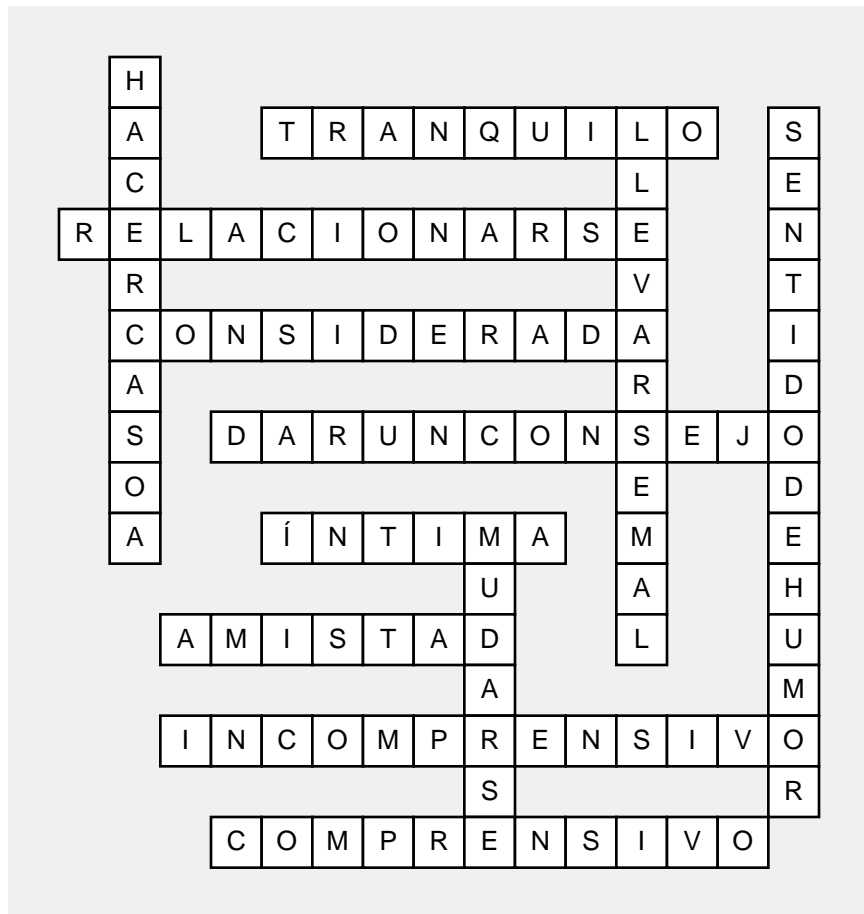 HACERCASOA
TRANQUILO
LLEVARSEMAL
SENTIDODEHUMOR
RELACIONARSE
CONSIDERADA
DARUNCONSEJO
ÍNTIMA
MUDARSE
AMISTAD
INCOMPRENSIVO
COMPRENSIVO